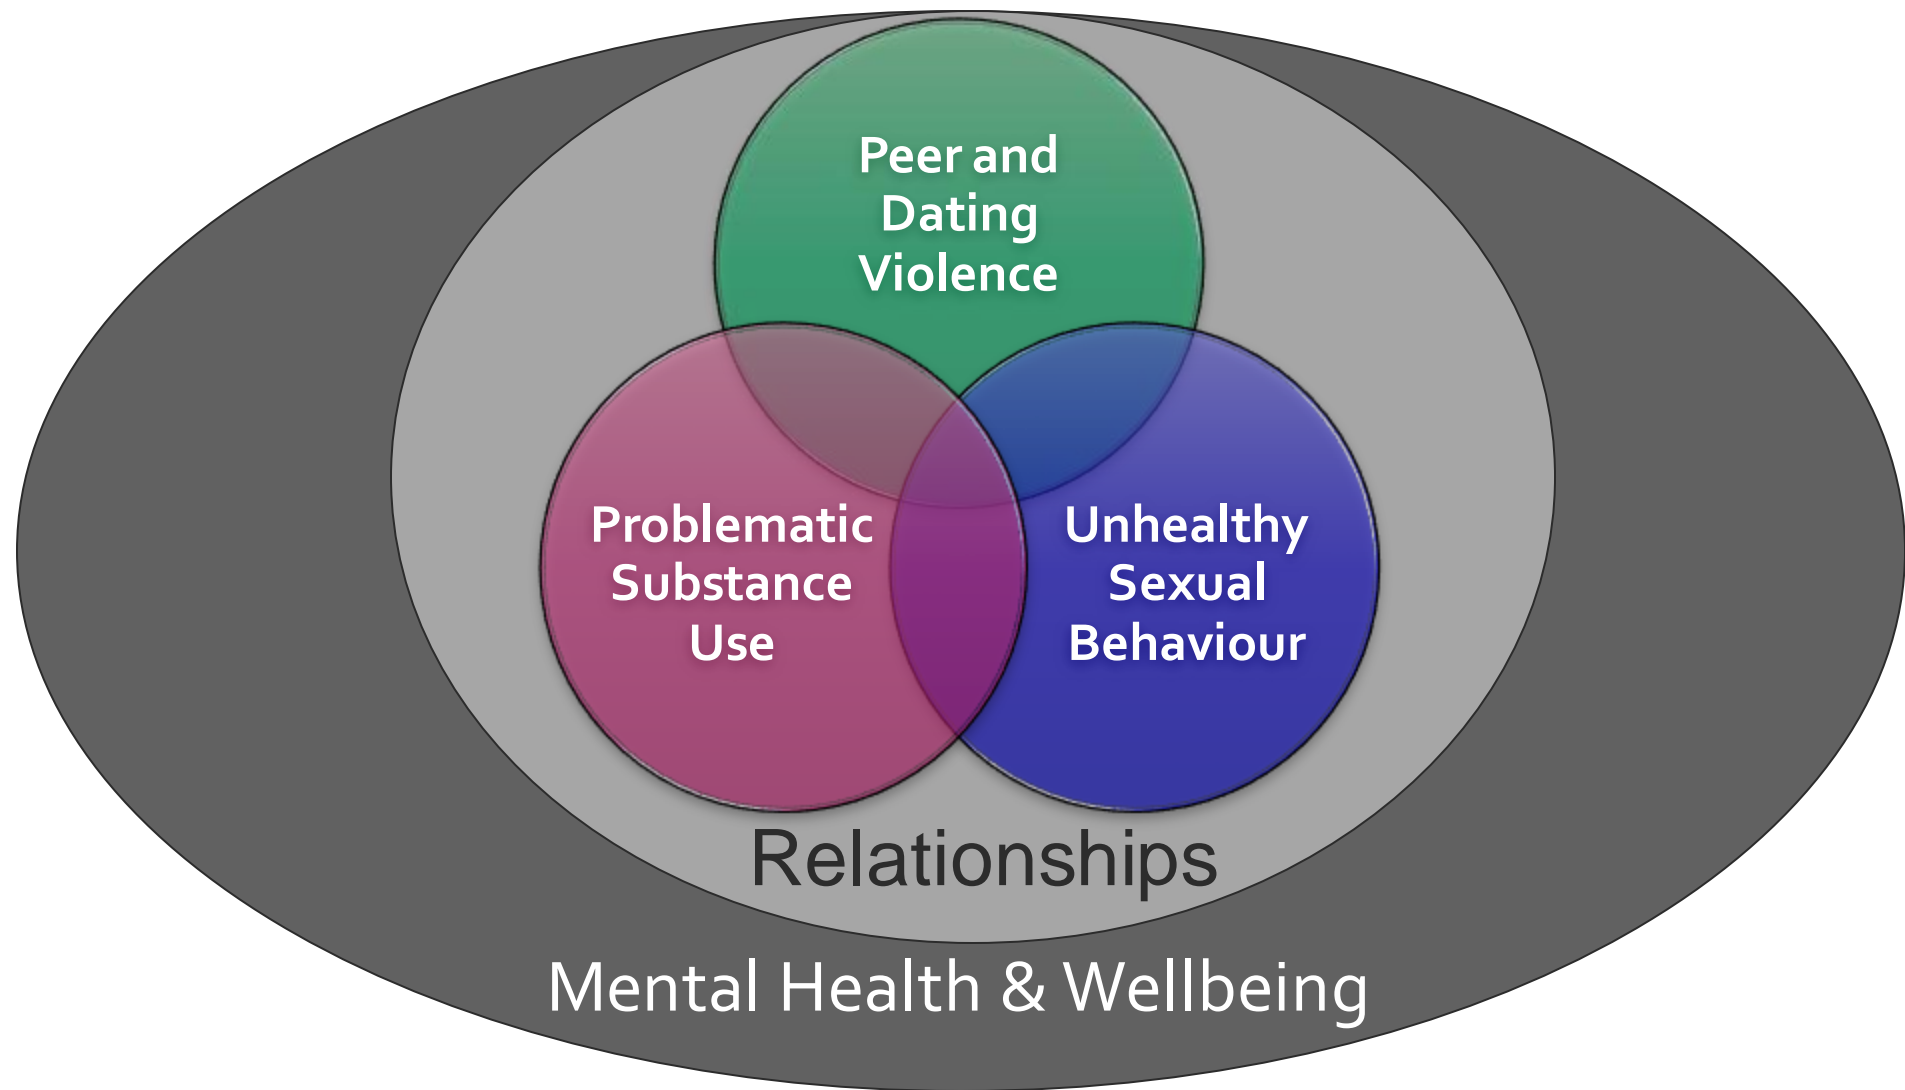 Peer and
Dating
Violence
Problematic
Substance
Use
Unhealthy
Sexual
Behaviour
Relationships
Mental Health & Wellbeing